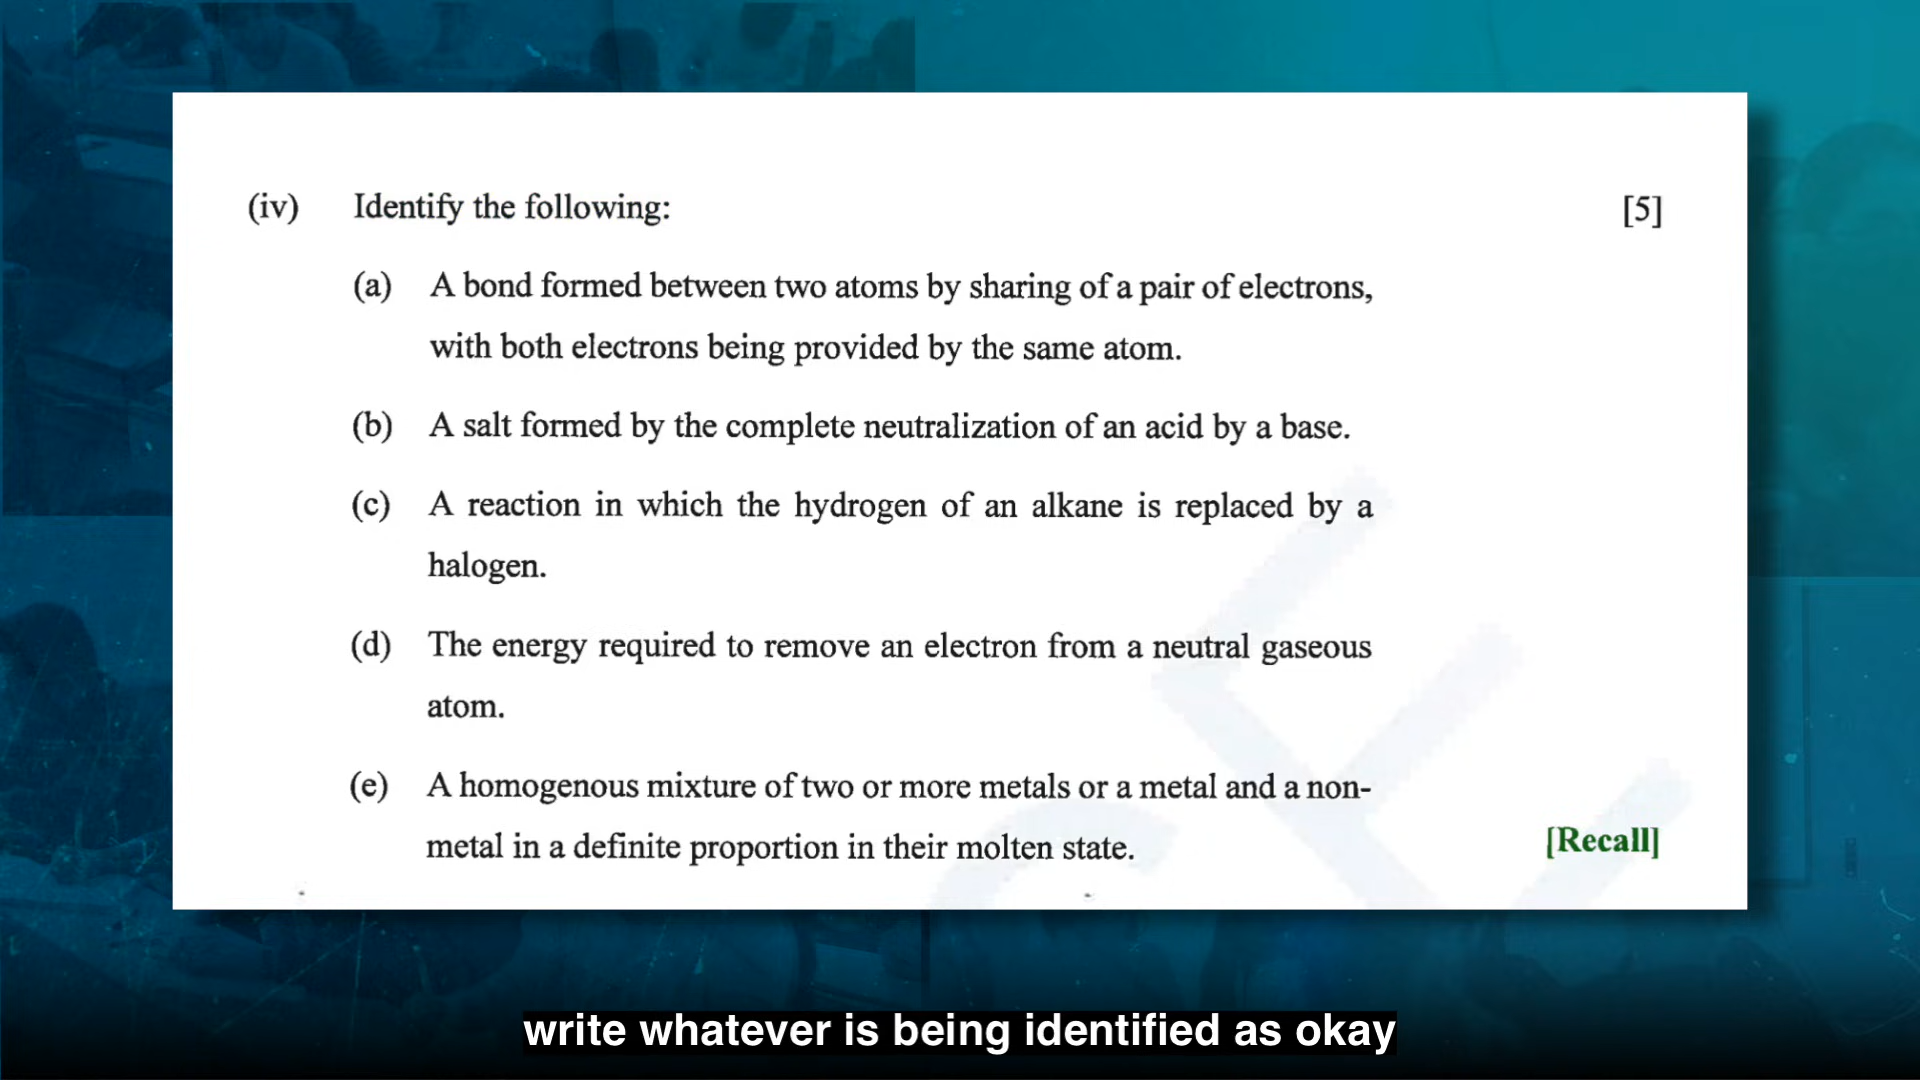 (iv) Identify the following: [5]
(a) A bond formed between two atoms by sharing of a pair of electrons,
with both electrons being provided by the same atom.
(b) A salt formed by the complete neutralization of an acid by a base.
(c) A reaction in which the hydrogen of an alkane is replaced by a
halogen.
(d) The energy required to remove an electron from a neutral gaseous
atom.
(e) A homogenous mixture of two or more metals or a metal and a non-
metal in a definite proportion in their molten state. [Recall]
write whatever is being identified as okay